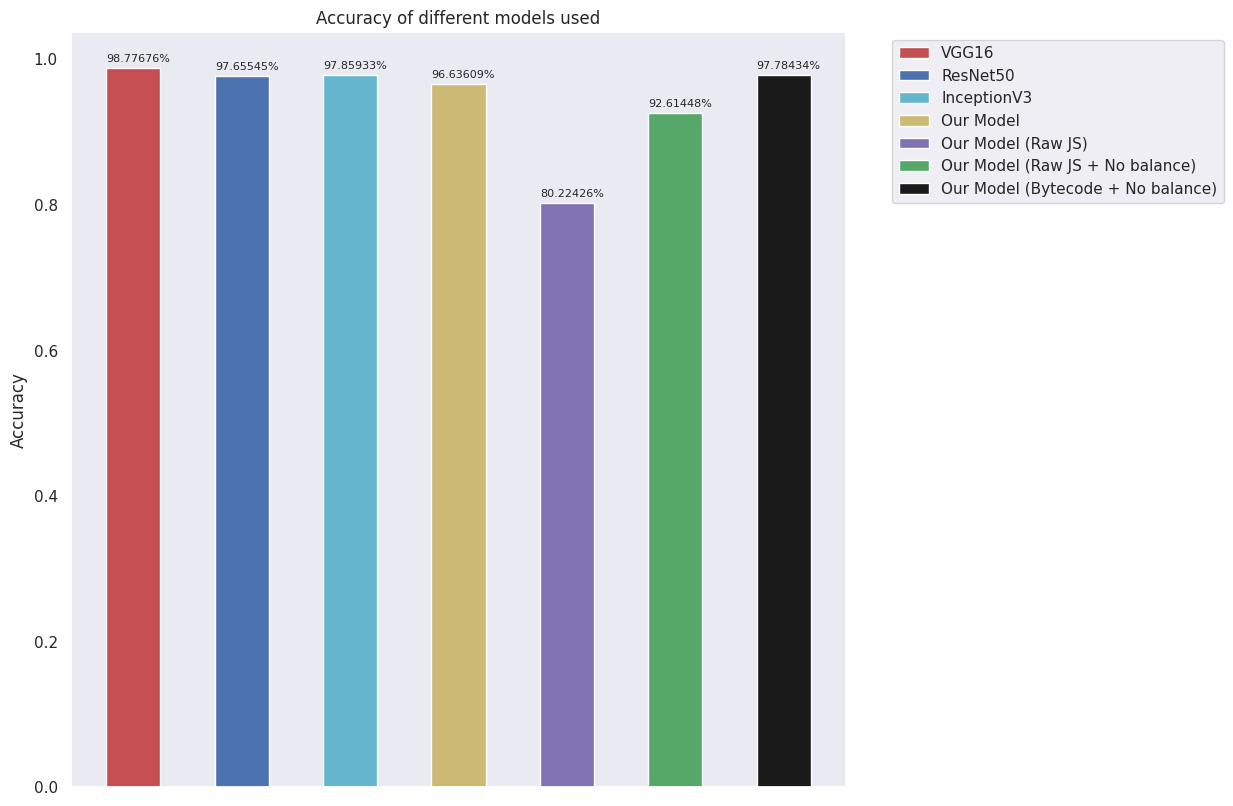 Accuracy of different models used
98.77676%
97.65545%
97.85933%
96.63609%
80.22426%
92.61448%
97.78434%
1.0
0.8
0.6
0.4
0.2
0.0
Accuracy
VGG16
ResNet50
InceptionV3
Our Model
Our Model (Raw JS)
Our Model (Raw JS + No balance)
Our Model (Bytecode + No balance)